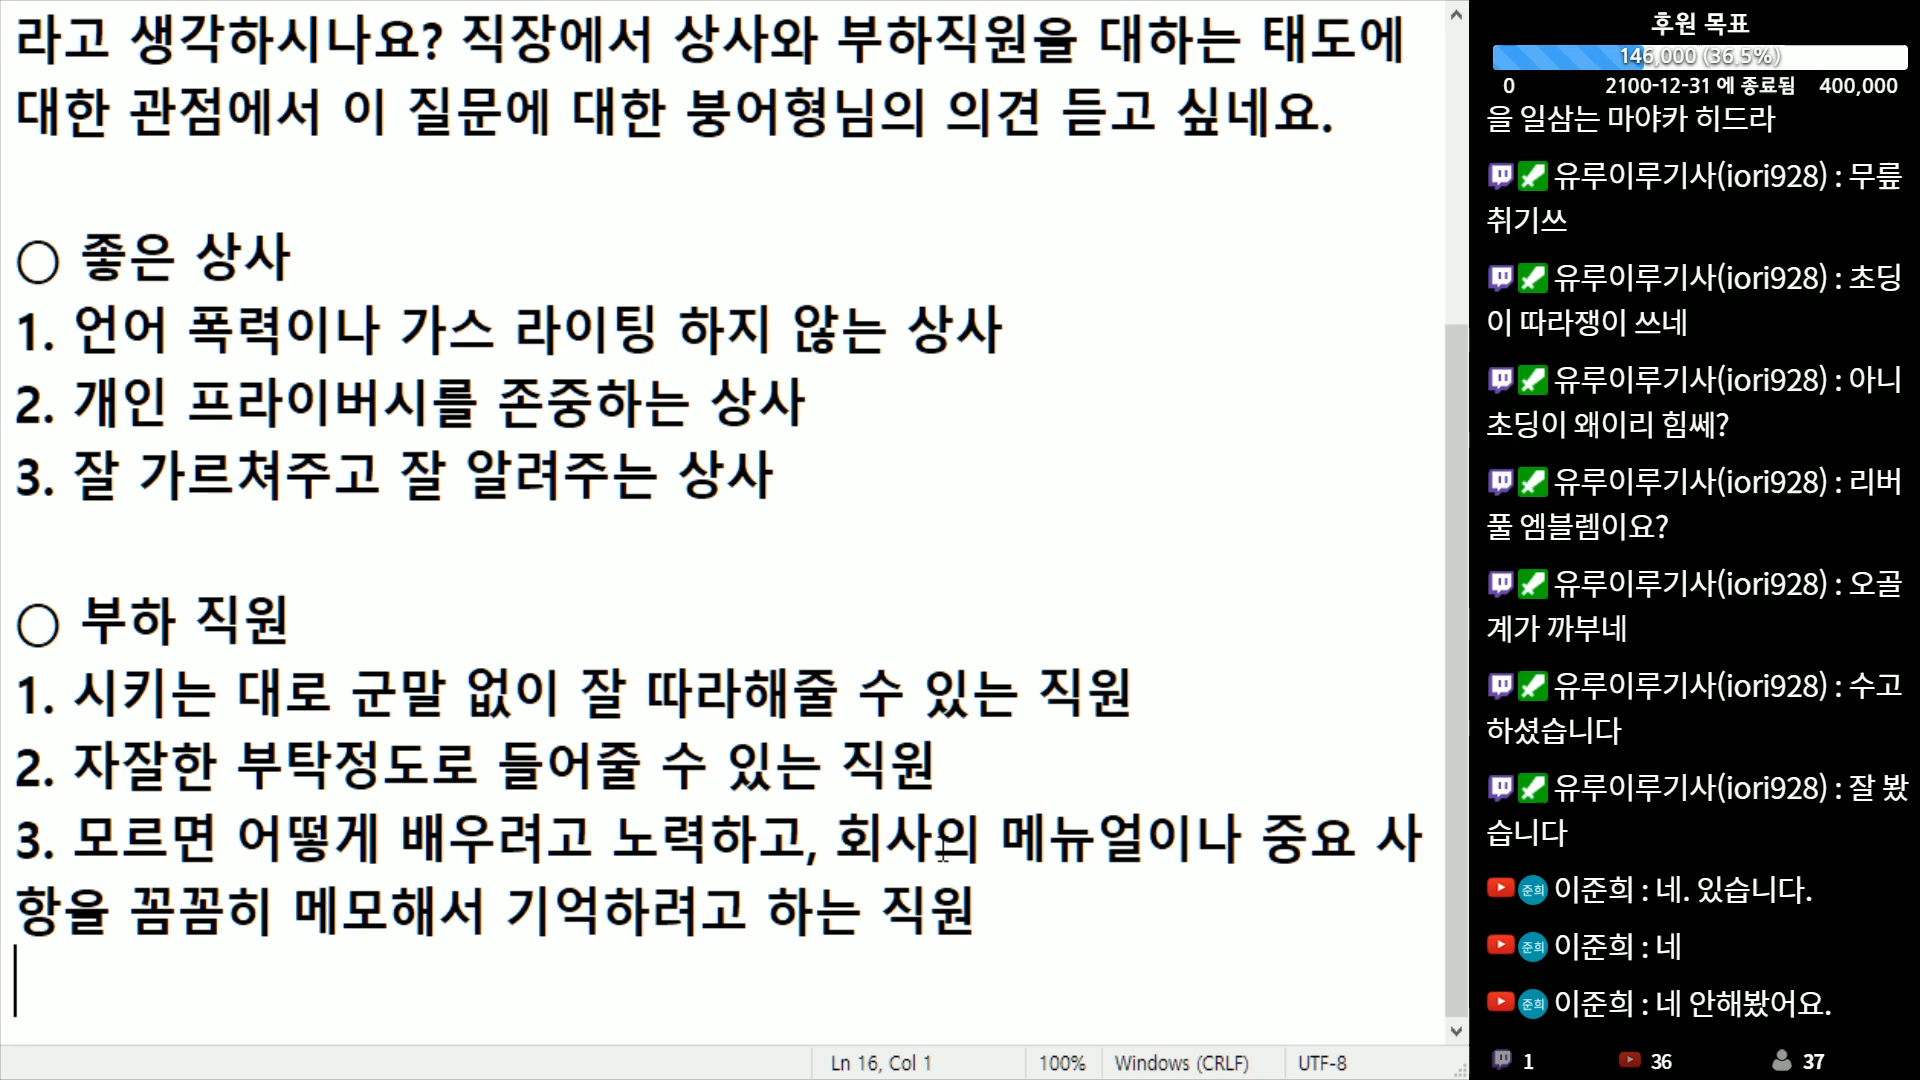 라고 생각하시나요? 직장에서 상사와 부하직원을 대하는 태도에
대한 관점에서 이 질문에 대한 붕어형님의 의견 듣고 싶네요.
○ 좋은 상사
1. 언어 폭력이나 가스 라이팅 하지 않는 상사
2. 개인 프라이버시를 존중하는 상사
3. 잘 가르쳐주고 잘 알려주는 상사
○ 부하 직원
1. 시키는 대로 군말 없이 잘 따라해줄 수 있는 직원
2. 자잘한 부탁정도로 들어줄 수 있는 직원
3. 모르면 어떻게 배우려고 노력하고, 회사의 메뉴얼이나 중요 사
항을 꼼꼼히 메모해서 기억하려고 하는 직원
Ln 16, Col 1
100%
Windows (CRLF)
UTF-8
후원 목표
146,000 (36.5%)
0 2100-12-31 에 종료됨 400,000
을 일삼는 마야카 히드라
유루이루기사(iori928) : 무릎
취기쓰
유루이루기사(iori928) : 초딩
이 따라쟁이 쓰네
유루이루기사(iori928) : 아니
초딩이 왜이리 힘쎄?
유루이루기사(iori928) : 리버
풀 엠블렘이요?
유루이루기사(iori928) : 오골
계가 까부네
유루이루기사(iori928) : 수고
하셨습니다
유루이루기사(iori928) : 잘 봤
습니다
준희 이준희 : 네. 있습니다.
준희 이준희 : 네
준희 이준희 : 네 안해봤어요.
1 36 37